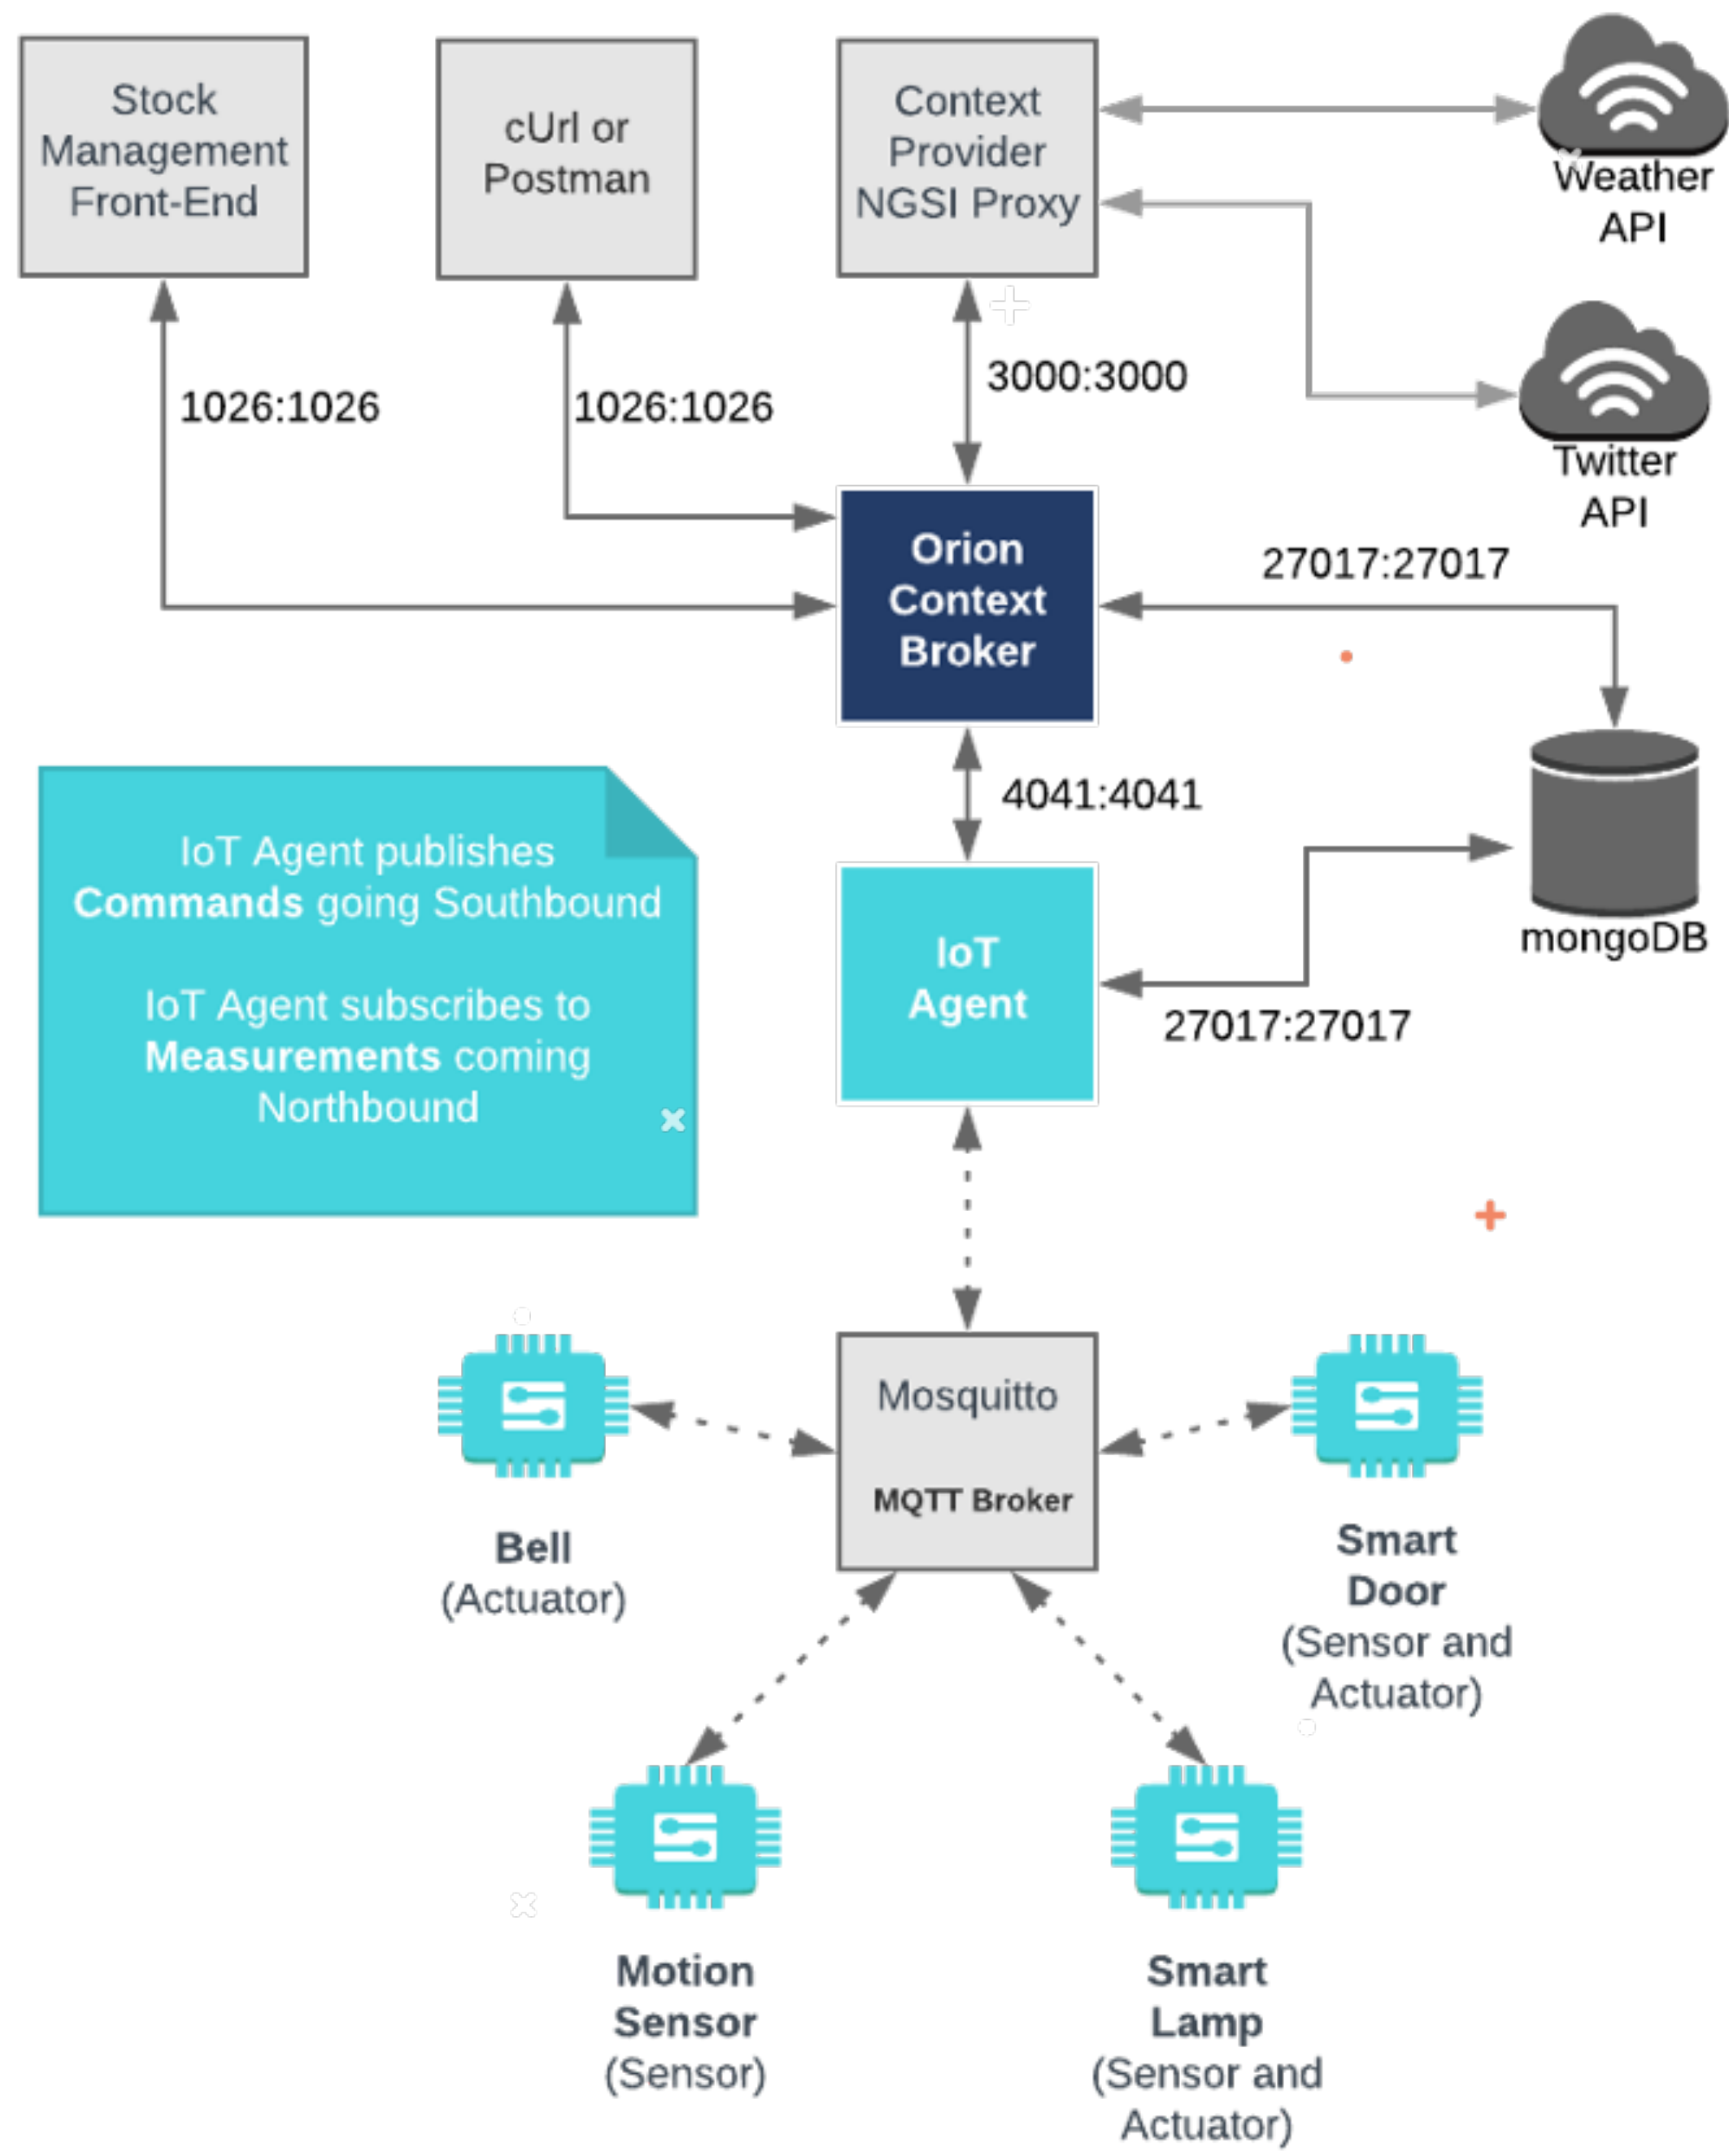 Stock
Management
Front-End
cUrl or
Postman
Context
Provider
NGSI Proxy
Weather
API
Twitter
API
1026:1026
1026:1026
3000:3000
Orion
Context
Broker
27017:27017
4041:4041
mongoDB
IoT Agent publishes
Commands going Southbound
IoT Agent subscribes to
Measurements coming
Northbound
IoT
Agent
27017:27017
Mosquitto
MQTT Broker
Bell
(Actuator)
Smart
Door
(Sensor and
Actuator)
Motion
Sensor
(Sensor)
Smart
Lamp
(Sensor and
Actuator)